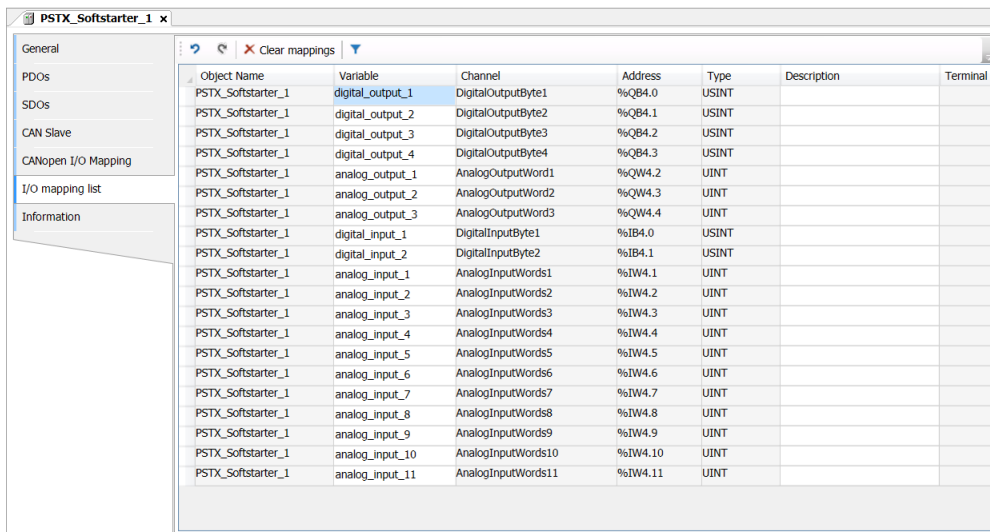 PSTX_Softstarter_1 x
General
PDOs
SDOs
CAN Slave
CANopen I/O Mapping
I/O mapping list
Information
Clear mappings
Object Name Variable Channel Address Type Description Terminal
PSTX_Softstarter_1 digital_output_1 DigitalOutputByte1 %QB4.0 USINT
PSTX_Softstarter_1 digital_output_2 DigitalOutputByte2 %QB4.1 USINT
PSTX_Softstarter_1 digital_output_3 DigitalOutputByte3 %QB4.2 USINT
PSTX_Softstarter_1 digital_output_4 DigitalOutputByte4 %QB4.3 USINT
PSTX_Softstarter_1 analog_output_1 AnalogOutputWord1 %QW4.2 UINT
PSTX_Softstarter_1 analog_output_2 AnalogOutputWord2 %QW4.3 UINT
PSTX_Softstarter_1 analog_output_3 AnalogOutputWord3 %QW4.4 UINT
PSTX_Softstarter_1 digital_input_1 DigitalInputByte1 %IB4.0 USINT
PSTX_Softstarter_1 digital_input_2 DigitalInputByte2 %IB4.1 USINT
PSTX_Softstarter_1 analog_input_1 AnalogInputWords1 %IW4.1 UINT
PSTX_Softstarter_1 analog_input_2 AnalogInputWords2 %IW4.2 UINT
PSTX_Softstarter_1 analog_input_3 AnalogInputWords3 %IW4.3 UINT
PSTX_Softstarter_1 analog_input_4 AnalogInputWords4 %IW4.4 UINT
PSTX_Softstarter_1 analog_input_5 AnalogInputWords5 %IW4.5 UINT
PSTX_Softstarter_1 analog_input_6 AnalogInputWords6 %IW4.6 UINT
PSTX_Softstarter_1 analog_input_7 AnalogInputWords7 %IW4.7 UINT
PSTX_Softstarter_1 analog_input_8 AnalogInputWords8 %IW4.8 UINT
PSTX_Softstarter_1 analog_input_9 AnalogInputWords9 %IW4.9 UINT
PSTX_Softstarter_1 analog_input_10 AnalogInputWords10 %IW4.10 UINT
PSTX_Softstarter_1 analog_input_11 AnalogInputWords11 %IW4.11 UINT